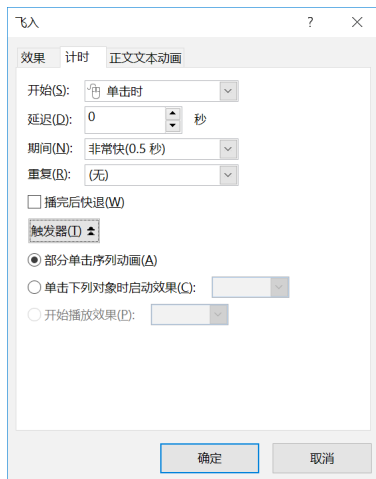 飞入
效果 计时 正文文本动画
开始(S): 单击时
延迟(D): 0 秒
期间(N): 非常快(0.5 秒)
重复(R): (无)
播完后快退(W)
触发器(T)
部分单击序列动画(A)
单击下列对象时启动效果(C):
开始播放效果(P):
确定 取消